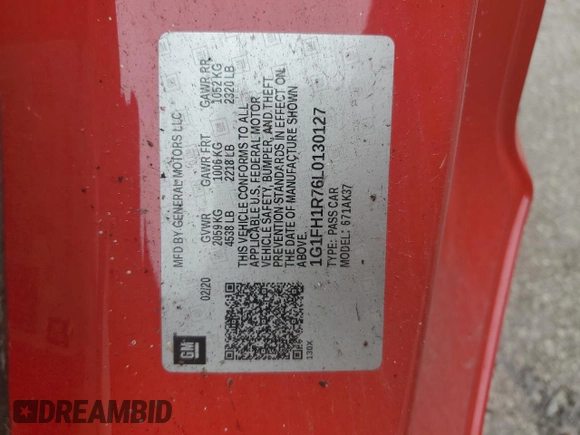 MFD BY GENERAL MOTORS LLC
02/20 GVWR GAWR FRT GAWR RR
2059 KG 1006 KG 1052 KG
4538 LB 2218 LB 2320 LB
THIS VEHICLE CONFORMS TO ALL
APPLICABLE U.S. FEDERAL MOTOR
VEHICLE SAFETY, BUMPER, AND THEFT
PREVENTION STANDARDS IN EFFECT ON
THE DATE OF MANUFACTURE SHOWN
ABOVE.
1G1FH1R76L0130127
TYPE: PASS CAR
MODEL: 671AK37
GM
130X
DREAMBID